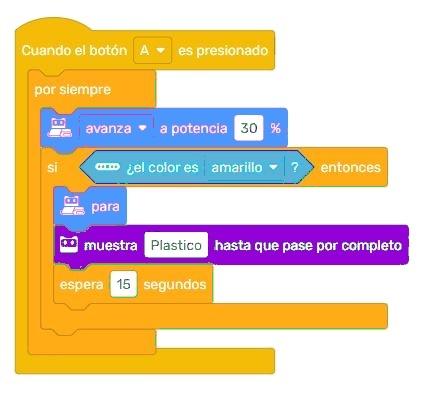 Cuando el botón A es presionado
por siempre
avanza a potencia 30 %
si ¿el color es amarillo ? entonces
para
muestra Plastico hasta que pase por completo
espera 15 segundos